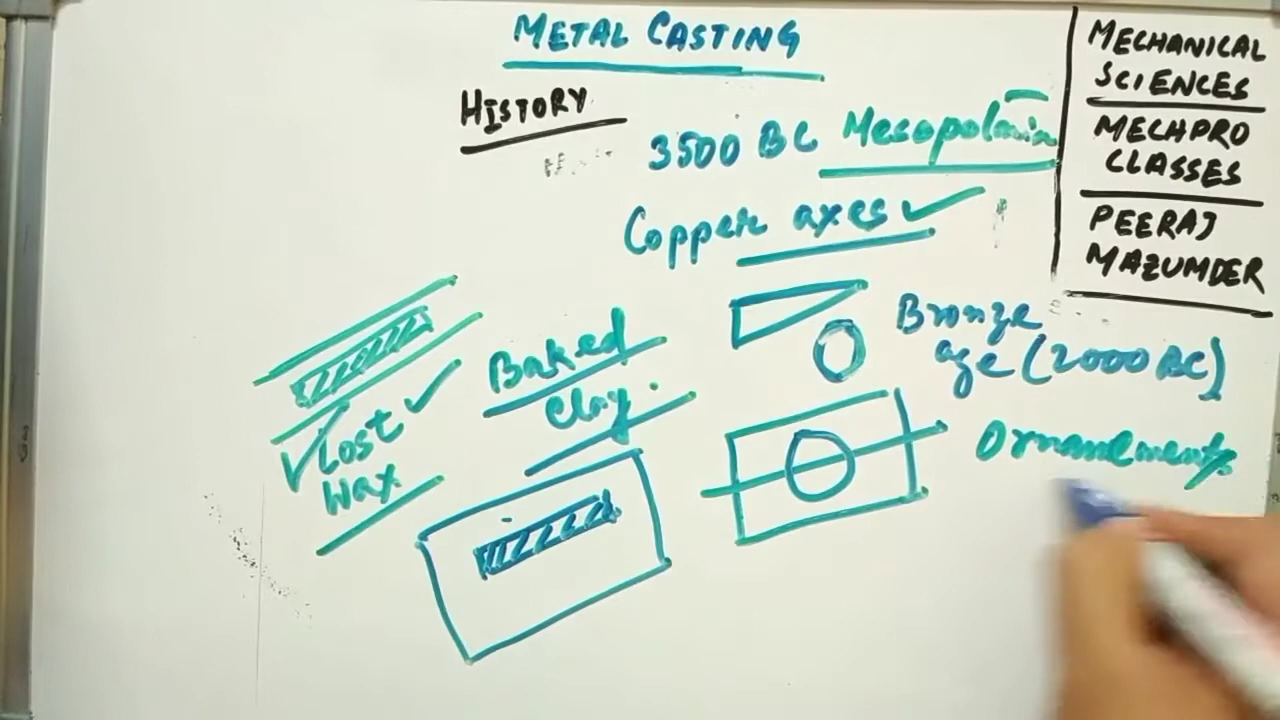 METAL CASTING
HISTORY
3500 BC Mesopotamia
Copper axes
Bronze
age (2000 BC)
Ornaments
Baked
Clay
Lost
Wax
MECHANICAL
SCIENCES
MECHPRO
CLASSES
PEERAJ
MAZUMDER